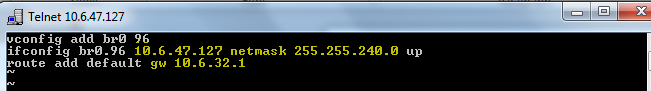 Telnet 10.6.47.127
vconfig add br0 96
ifconfig br0.96 10.6.47.127 netmask 255.255.240.0 up
route add default gw 10.6.32.1
~
~